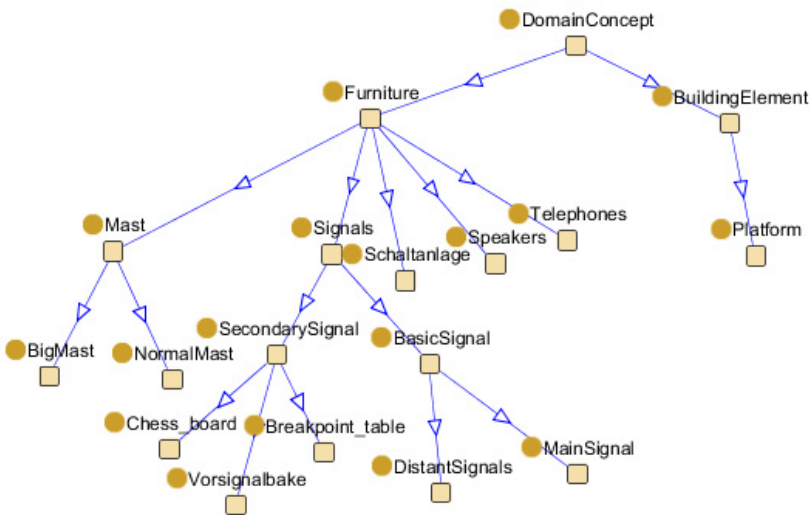 DomainConcept
Furniture
BuildingElement
Mast
Signals
Telephones
Speakers
Platform
Schaltanlage
SecondarySignal
BasicSignal
BigMast
NormalMast
Chess_board
Breakpoint_table
MainSignal
DistantSignals
Vorsignalbake